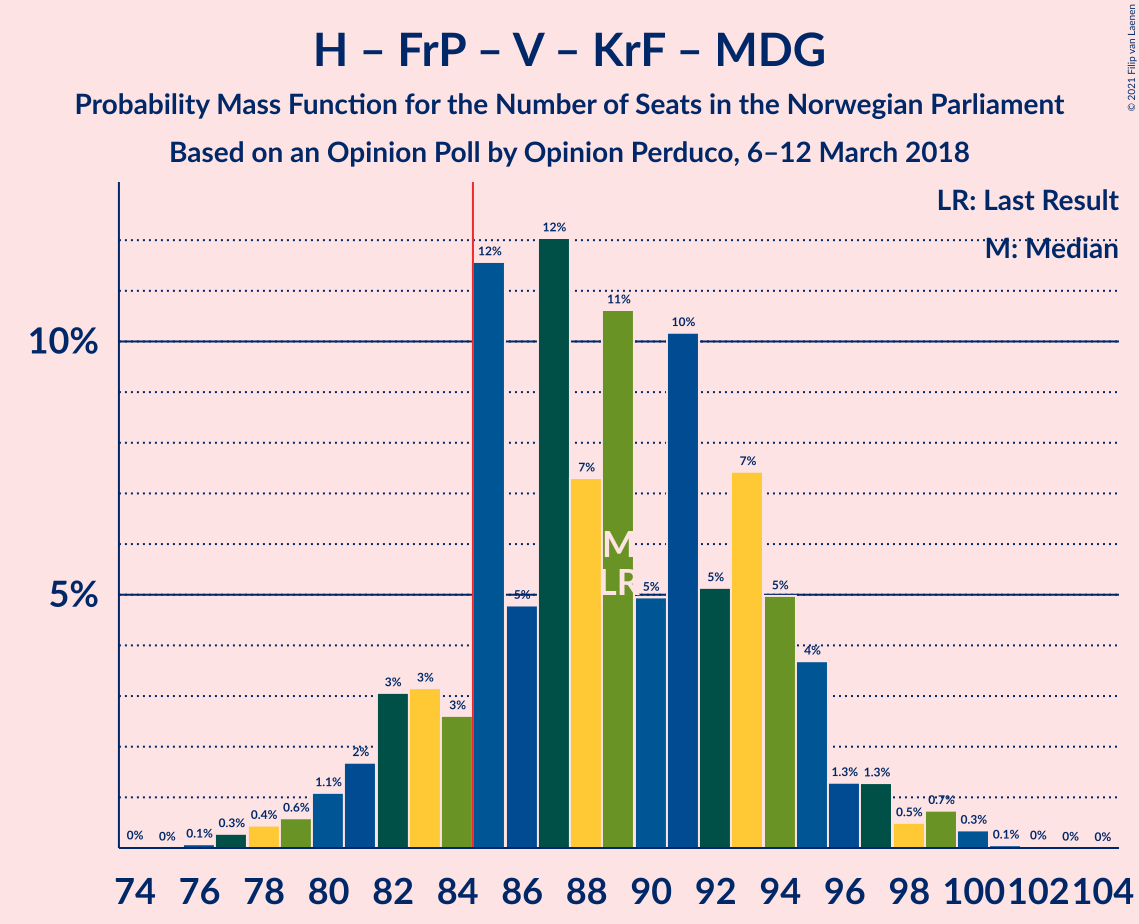 © 2021 Filip van Laenen
H – FrP – V – KrF – MDG
Probability Mass Function for the Number of Seats in the Norwegian Parliament
Based on an Opinion Poll by Opinion Perduco, 6–12 March 2018
LR: Last Result
M: Median
10%
5%
0% 0% 0.1% 0.3% 0.4% 0.6% 1.1% 2% 3% 3% 3% 12% 5% 12% 7% 11% 5% 10% 5% 7% 5% 4% 1.3% 1.3% 0.5% 0.7% 0.3% 0.1% 0% 0% 0%
M
LR
74 76 78 80 82 84 86 88 90 92 94 96 98 100 102 104